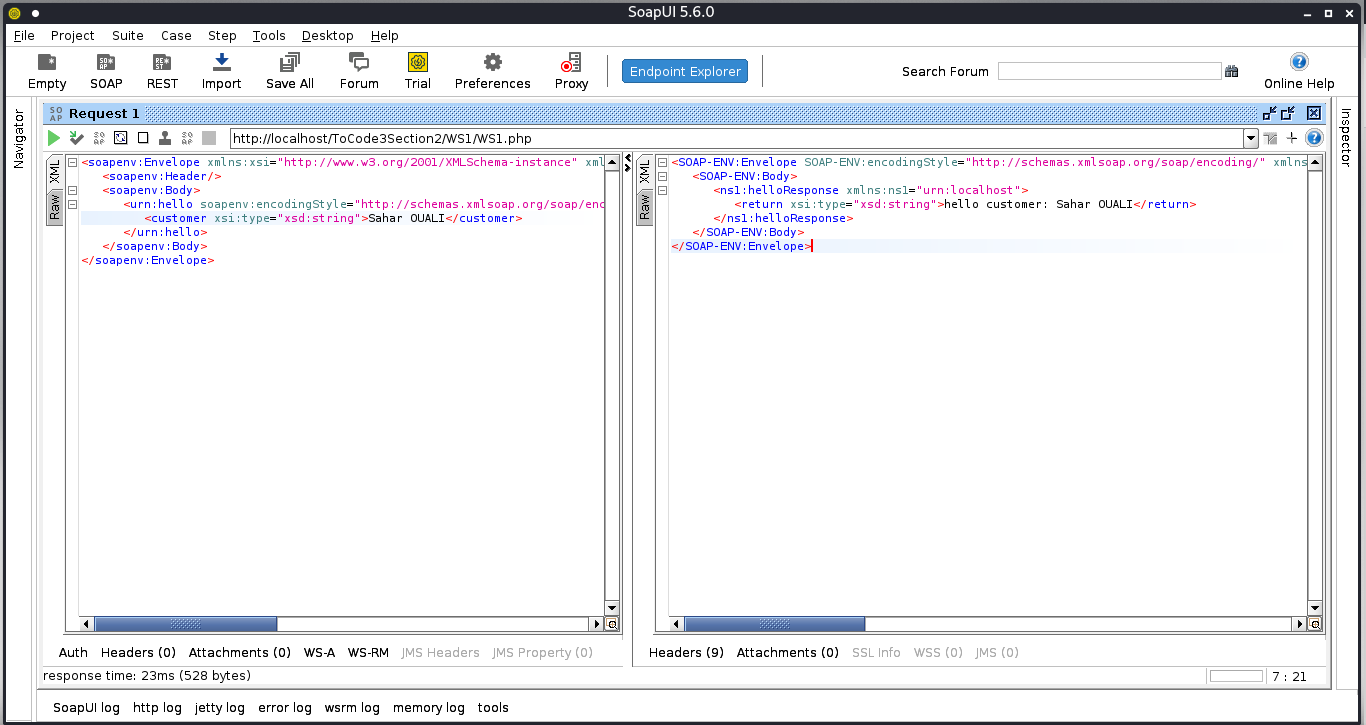 SoapUI 5.6.0
File Project Suite Case Step Tools Desktop Help
Empty SOAP REST Import Save All Forum Trial Preferences Proxy Endpoint Explorer Search Forum Online Help
Navigator
Inspector
SO AP Request 1
http://localhost/ToCode3Section2/WS1/WS1.php
XML
Raw
<soapenv:Envelope xmlns:xsi="http://www.w3.org/2001/XMLSchema-instance" xml
<soapenv:Header/>
<soapenv:Body>
<urn:hello soapenv:encodingStyle="http://schemas.xmlsoap.org/soap/enc
<customer xsi:type="xsd:string">Sahar OUALI</customer>
</urn:hello>
</soapenv:Body>
</soapenv:Envelope>
XML
Raw
<SOAP-ENV:Envelope SOAP-ENV:encodingStyle="http://schemas.xmlsoap.org/soap/encoding/" xmlns
<SOAP-ENV:Body>
<ns1:helloResponse xmlns:ns1="urn:localhost">
<return xsi:type="xsd:string">hello customer: Sahar OUALI</return>
</ns1:helloResponse>
</SOAP-ENV:Body>
</SOAP-ENV:Envelope>
Auth Headers (0) Attachments (0) WS-A WS-RM JMS Headers JMS Property (0)
Headers (9) Attachments (0) SSL Info WSS (0) JMS (0)
response time: 23ms (528 bytes)
7 : 21
SoapUI log http log jetty log error log wsrm log memory log tools